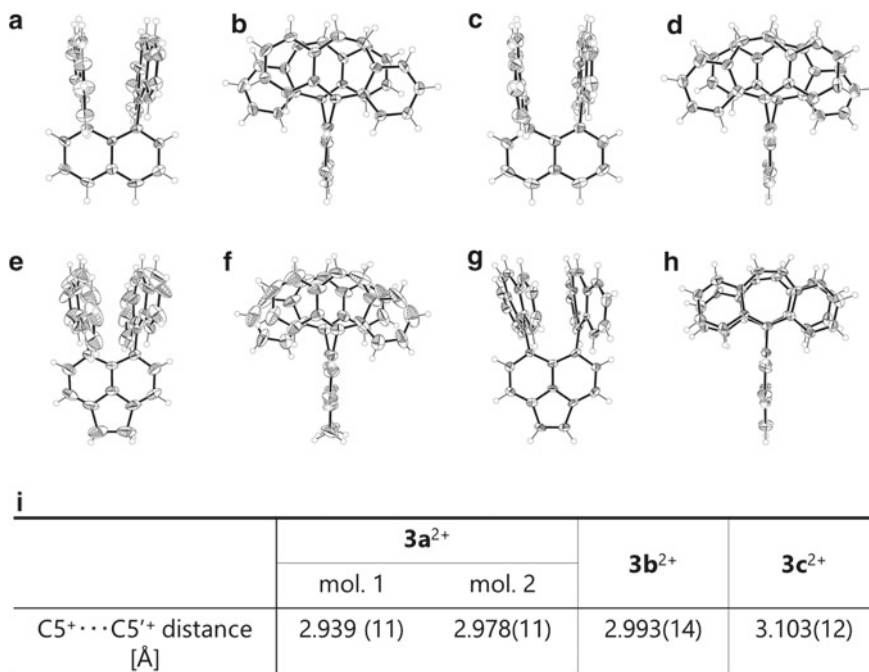 a b c d
e f g h
i
3a2+ 3b2+ 3c2+
mol. 1 mol. 2
C5+···C5′+ distance 2.939 (11) 2.978(11) 2.993(14) 3.103(12)
[Å]